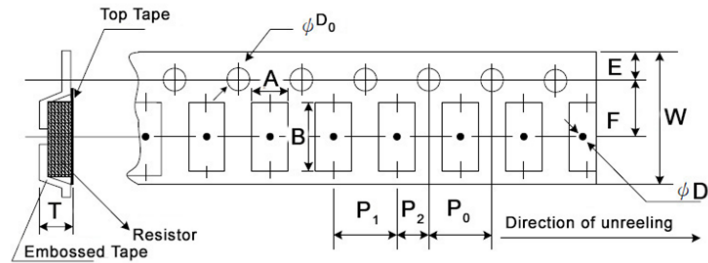 Top Tape
ϕD0
A
E
B
F
W
T
P1
P2
P0
ϕD
Direction of unreeling
Resistor
Embossed Tape